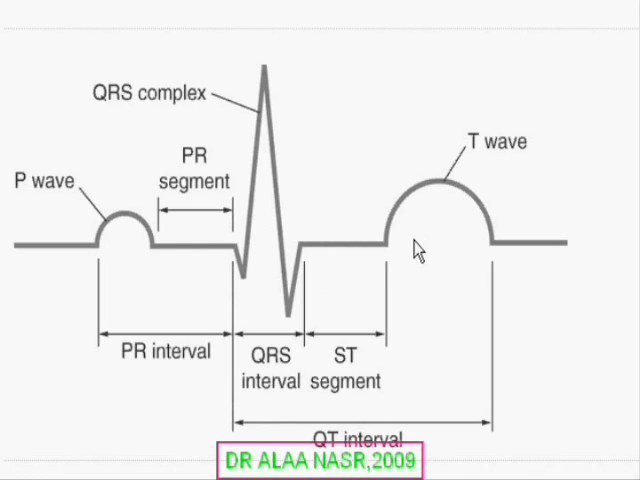 QRS complex
T wave
PR
segment
P wave
PR interval
QRS
interval
ST
segment
QT interval
DR ALAA NASR,2009